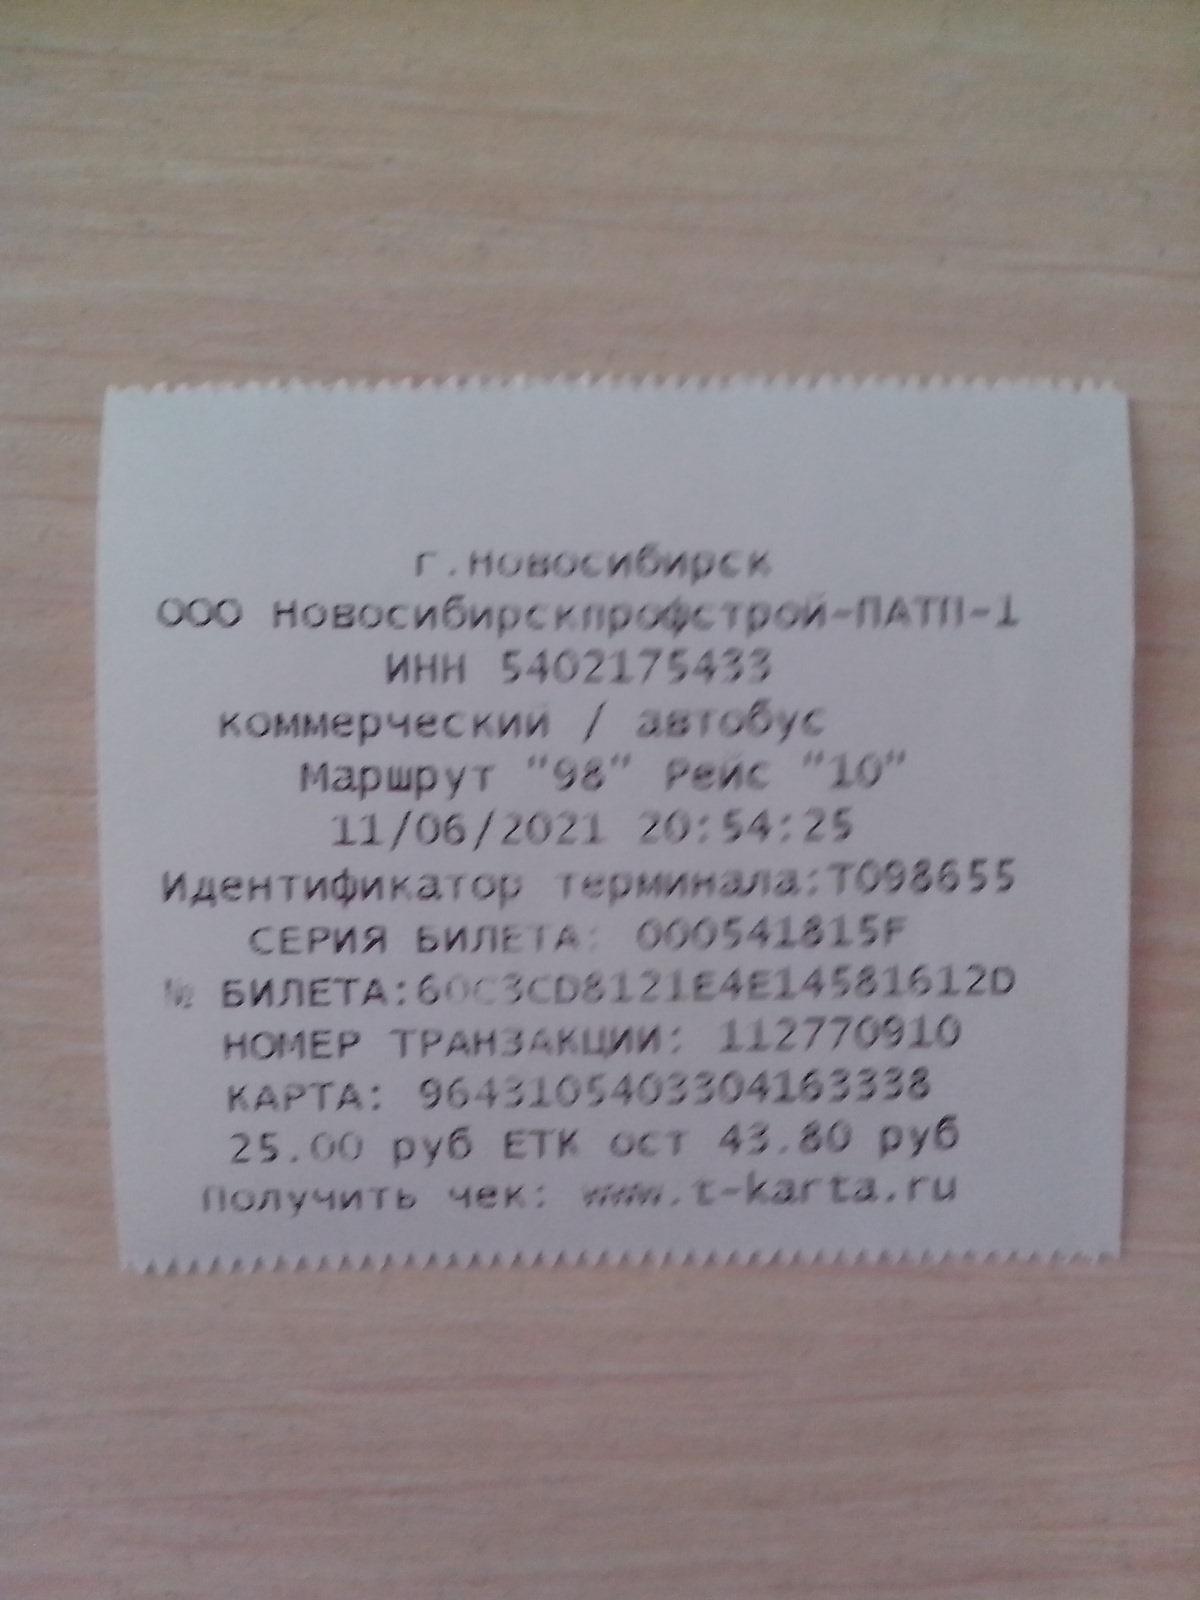 г.Новосибирск
ООО Новосибирскпрофстрой-ПАТП-1
ИНН 5402175433
коммерческий / автобус
Маршрут "98" Рейс "10"
11/06/2021 20:54:25
Идентификатор терминала:T098655
СЕРИЯ БИЛЕТА: 000541815F
№ БИЛЕТА:60C3CD8121E4E14581612D
НОМЕР ТРАНЗАКЦИИ: 112770910
КАРТА: 9643105403304163338
25.00 руб ЕТК ост 43.80 руб
Получить чек: www.t-karta.ru